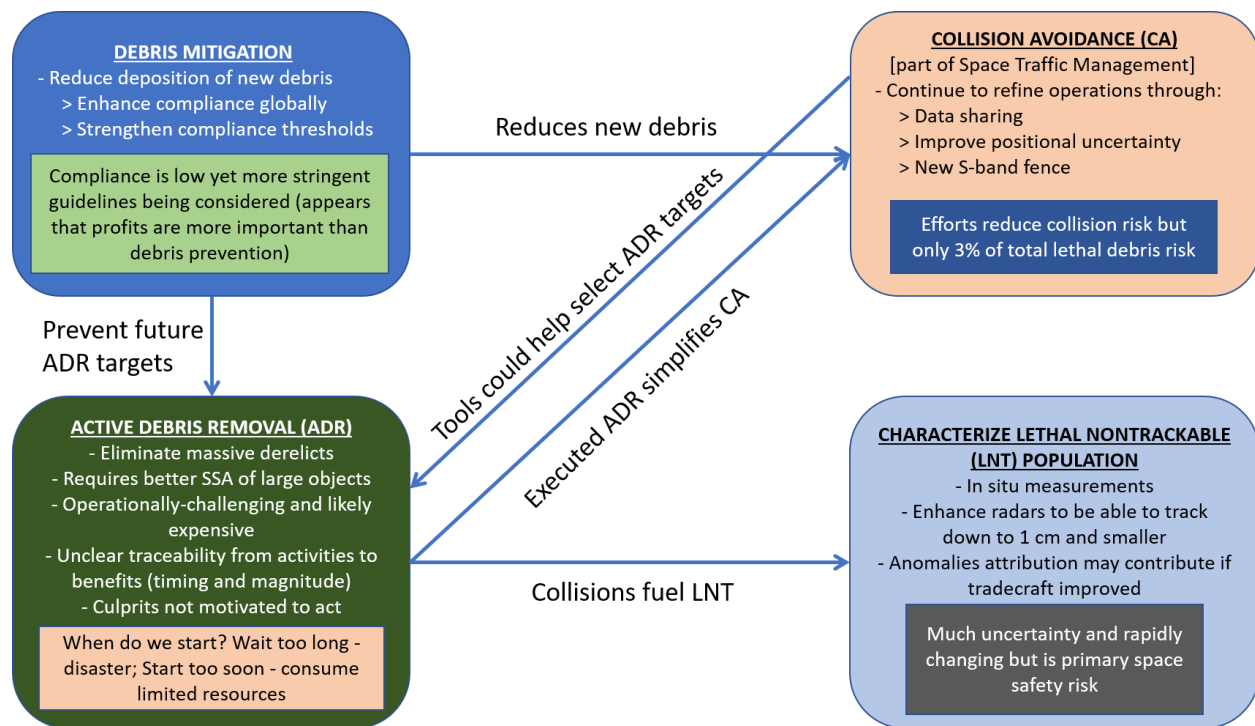 DEBRIS MITIGATION
- Reduce deposition of new debris
> Enhance compliance globally
> Strengthen compliance thresholds
Compliance is low yet more stringent
guidelines being considered (appears
that profits are more important than
debris prevention)
Reduces new debris
COLLISION AVOIDANCE (CA)
[part of Space Traffic Management]
- Continue to refine operations through:
> Data sharing
> Improve positional uncertainty
> New S-band fence
Efforts reduce collision risk but
only 3% of total lethal debris risk
Prevent future
ADR targets
Tools could help select ADR targets
Executed ADR simplifies CA
ACTIVE DEBRIS REMOVAL (ADR)
- Eliminate massive derelicts
- Requires better SSA of large objects
- Operationally-challenging and likely
expensive
- Unclear traceability from activities to
benefits (timing and magnitude)
- Culprits not motivated to act
When do we start? Wait too long -
disaster; Start too soon - consume
limited resources
Collisions fuel LNT
CHARACTERIZE LETHAL NONTRACKABLE
(LNT) POPULATION
- In situ measurements
- Enhance radars to be able to track
down to 1 cm and smaller
- Anomalies attribution may contribute if
tradecraft improved
Much uncertainty and rapidly
changing but is primary space
safety risk